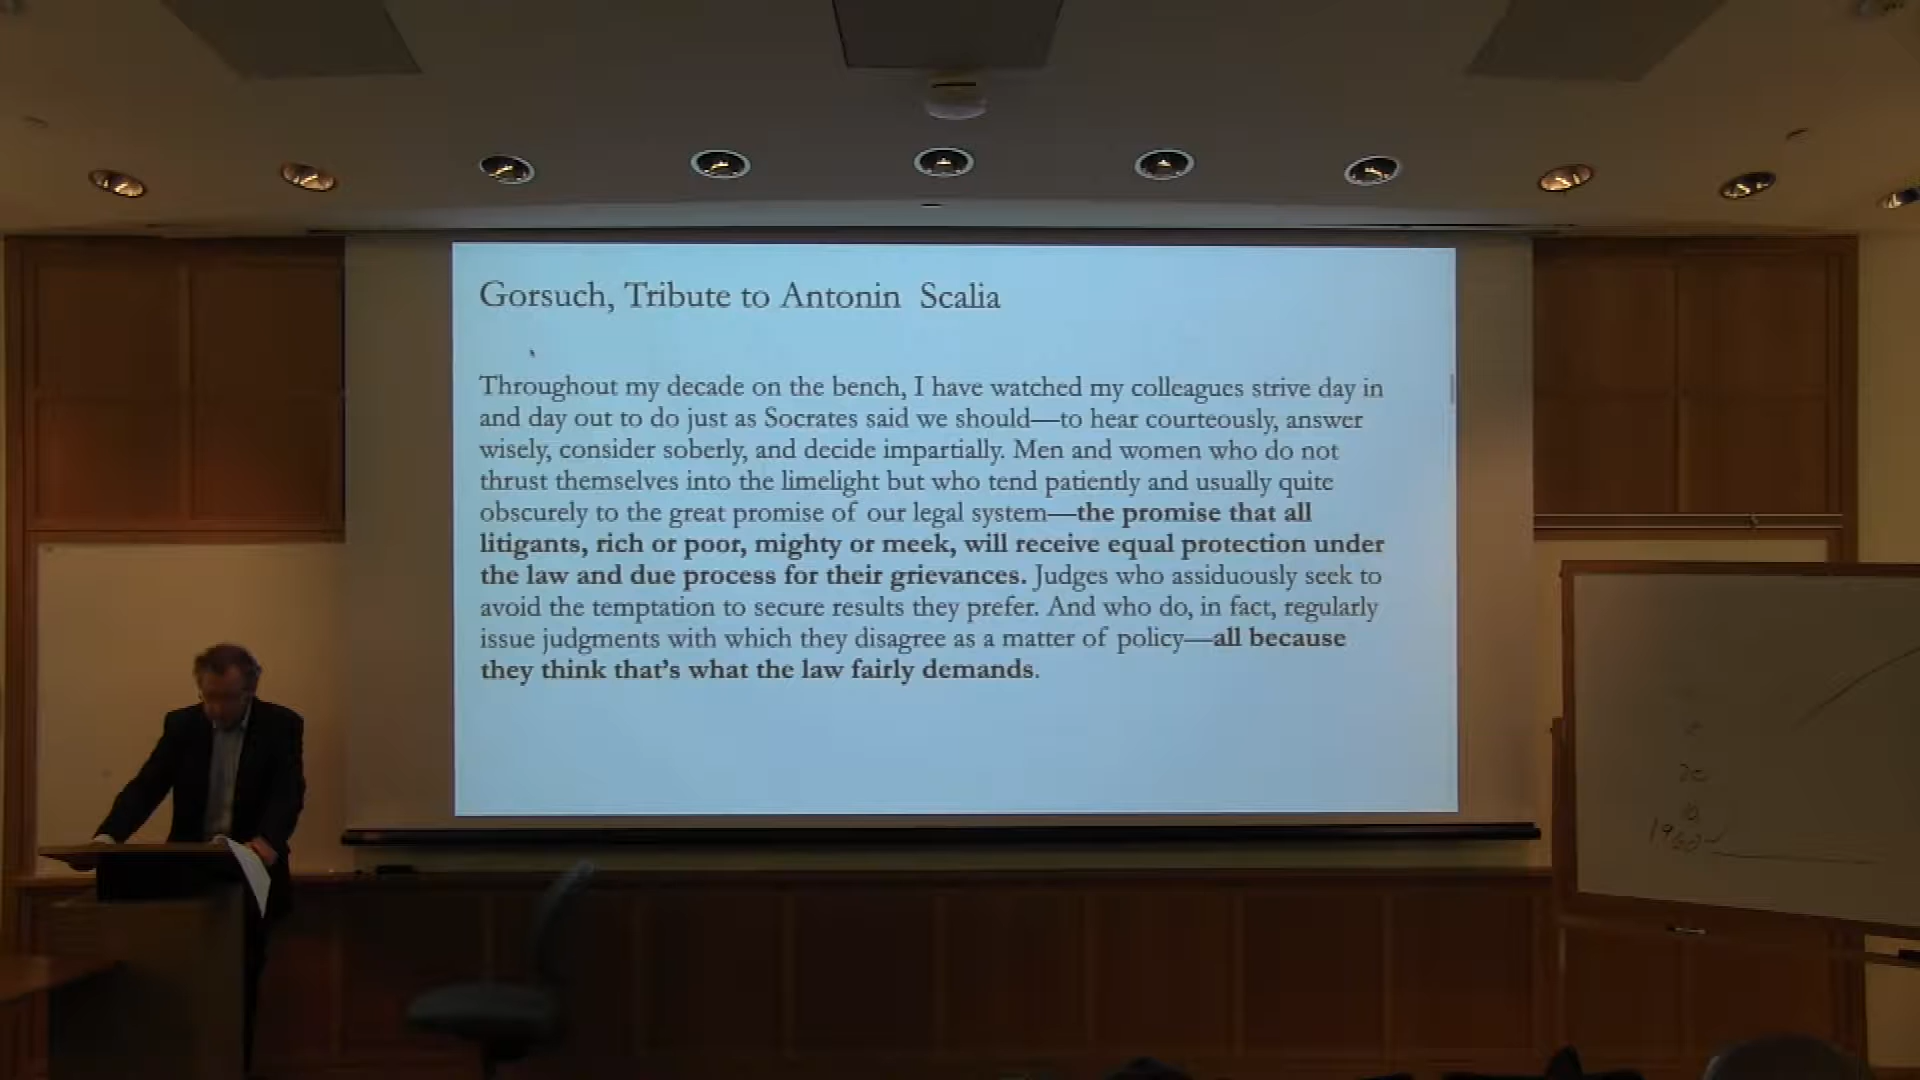 Gorsuch, Tribute to Antonin Scalia
Throughout my decade on the bench, I have watched my colleagues strive day in
and day out to do just as Socrates said we should—to hear courteously, answer
wisely, consider soberly, and decide impartially. Men and women who do not
thrust themselves into the limelight but who tend patiently and usually quite
obscurely to the great promise of our legal system—the promise that all
litigants, rich or poor, mighty or meek, will receive equal protection under
the law and due process for their grievances. Judges who assiduously seek to
avoid the temptation to secure results they prefer. And who do, in fact, regularly
issue judgments with which they disagree as a matter of policy—all because
they think that's what the law fairly demands.